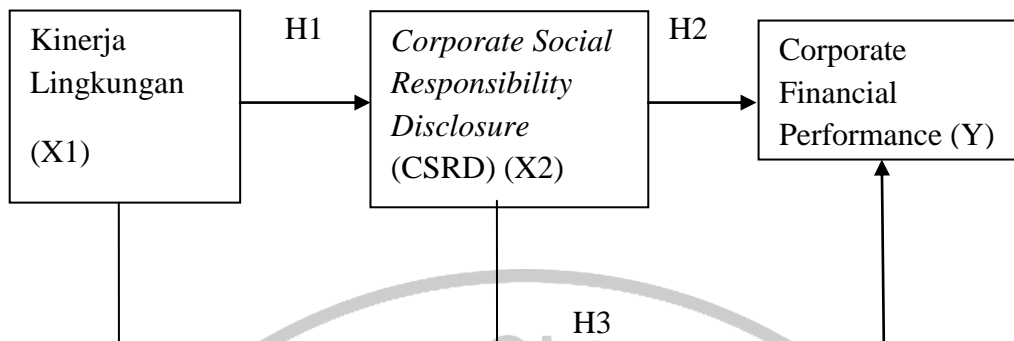 Kinerja
Lingkungan
(X1)
H1
Corporate Social
Responsibility
Disclosure
(CSRD) (X2)
H2
Corporate
Financial
Performance (Y)
H3